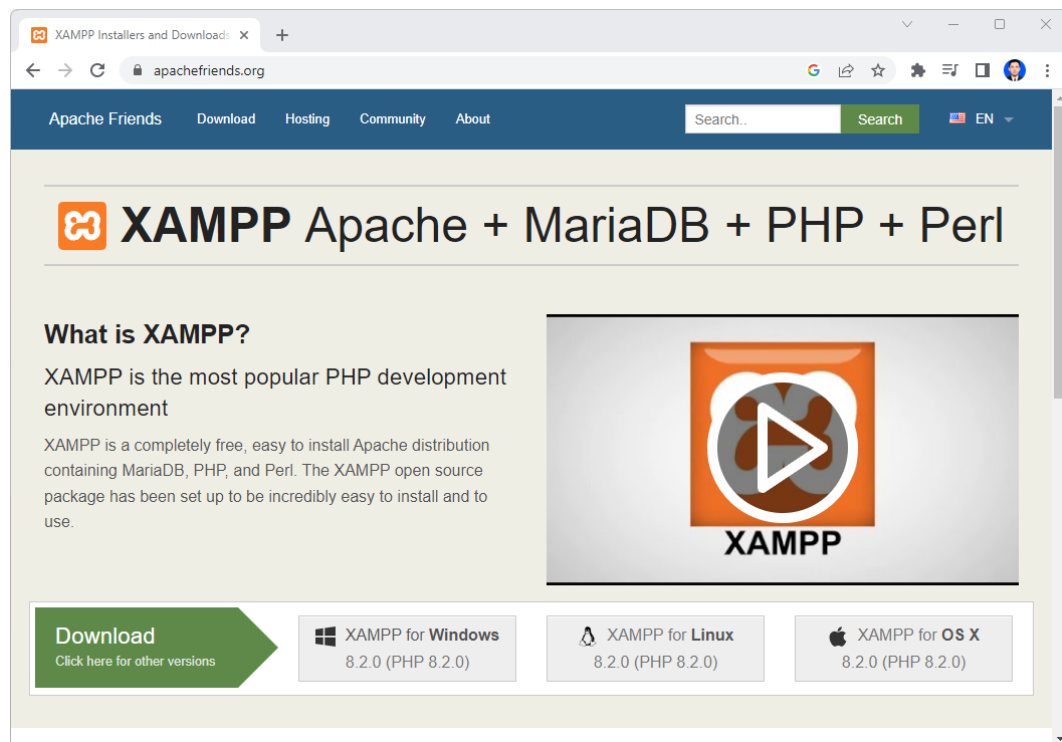 XAMPP Installers and Downloads
apachefriends.org
Apache Friends Download Hosting Community About Search.. Search EN
XAMPP Apache + MariaDB + PHP + Perl
What is XAMPP?
XAMPP is the most popular PHP development
environment
XAMPP is a completely free, easy to install Apache distribution
containing MariaDB, PHP, and Perl. The XAMPP open source
package has been set up to be incredibly easy to install and to
use.
XAMPP
Download
Click here for other versions
XAMPP for Windows
8.2.0 (PHP 8.2.0)
XAMPP for Linux
8.2.0 (PHP 8.2.0)
XAMPP for OS X
8.2.0 (PHP 8.2.0)